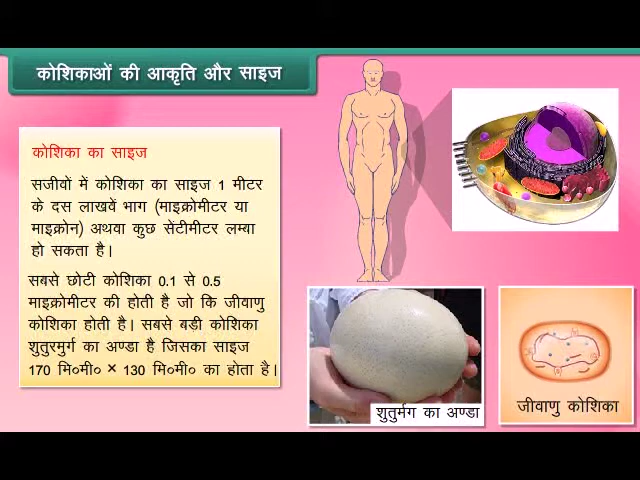 कोशिकाओं की आकृति और साइज
कोशिका का साइज
सजीवों में कोशिका का साइज 1 मीटर
के दस लाखवें भाग (माइक्रोमीटर या
माइक्रोन) अथवा कुछ सेंटीमीटर लम्बा
हो सकता है।
सबसे छोटी कोशिका 0.1 से 0.5
माइक्रोमीटर की होती है जो कि जीवाणु
कोशिका होती है। सबसे बड़ी कोशिका
शुतुरमुर्ग का अण्डा है जिसका साइज
170 मि०मी० × 130 मि०मी० का होता है।
शुतुर्मग का अण्डा
जीवाणु कोशिका